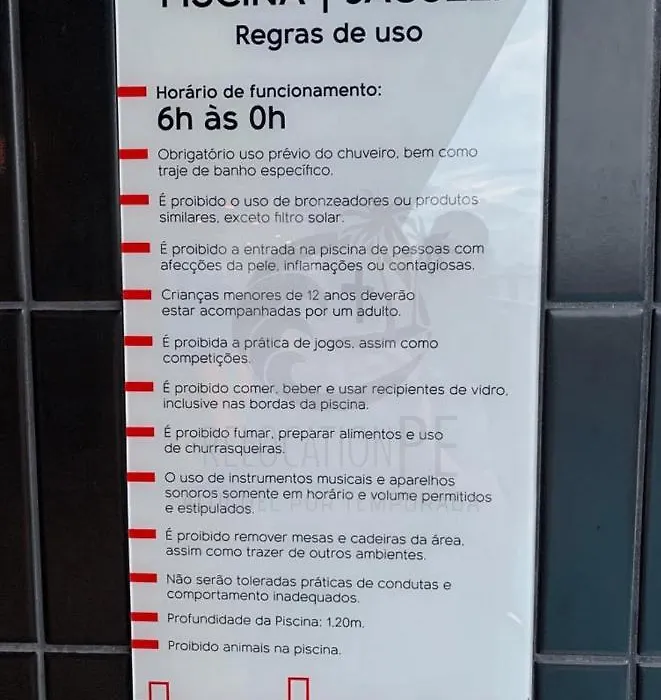 PISCINA | JACUZZI
Regras de uso
Horário de funcionamento:
6h às 0h
Obrigatório uso prévio do chuveiro, bem como
traje de banho específico.
É proibido o uso de bronzeadores ou produtos
similares, exceto filtro solar.
É proibido a entrada na piscina de pessoas com
afecções da pele, inflamações ou contagiosas.
Crianças menores de 12 anos deverão
estar acompanhadas por um adulto.
É proibida a prática de jogos, assim como
competições.
É proibido comer, beber e usar recipientes de vidro,
inclusive nas bordas da piscina.
É proibido fumar, preparar alimentos e uso
de churrasqueiras.
RELOCATION PE
O uso de instrumentos musicais e aparelhos
sonoros somente em horário e volume permitidos
e estipulados.
POR TEMPORADA
É proibido remover mesas e cadeiras da área,
assim como trazer de outros ambientes.
Não serão toleradas práticas de condutas e
comportamento inadequados.
Profundidade da Piscina: 1,20m.
Proibido animais na piscina.